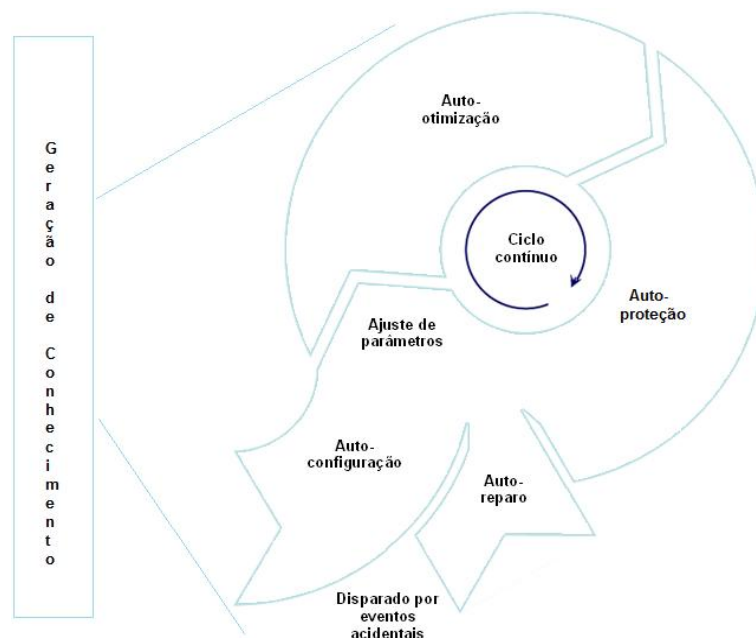 Geração de Conhecimento
Auto-
otimização
Ciclo
contínuo
Auto-
proteção
Ajuste de
parâmetros
Auto-
configuração
Auto-
reparo
Disparado por
eventos
acidentais